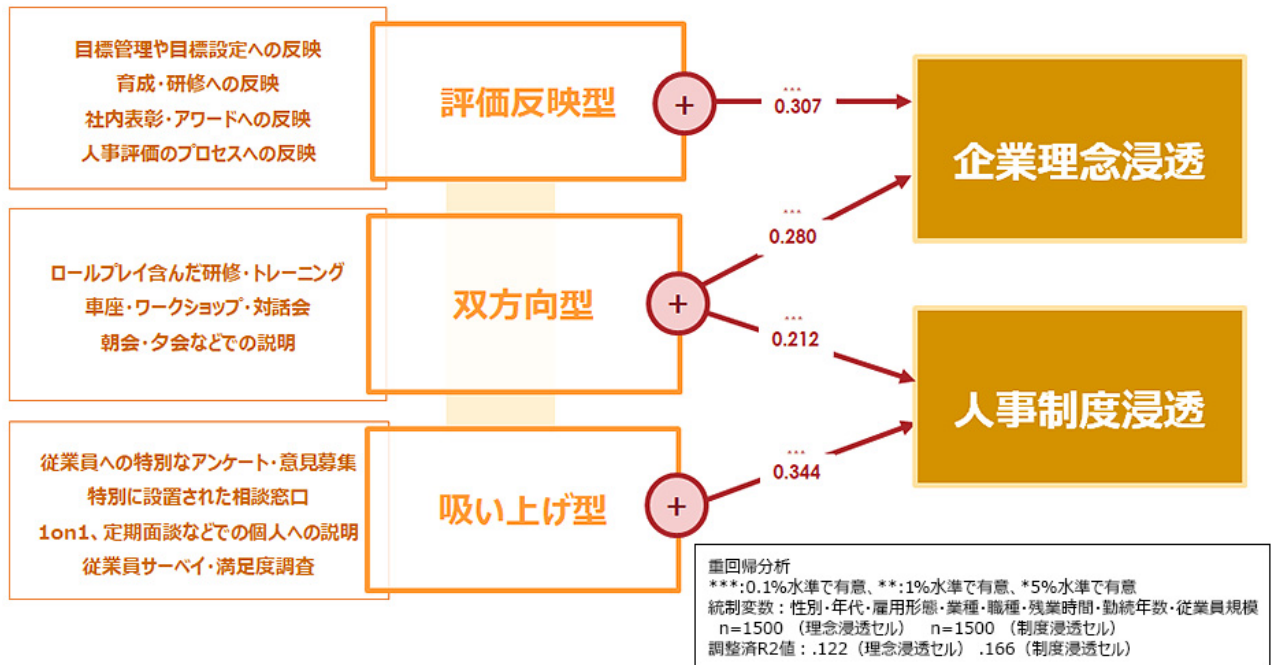 目標管理や目標設定への反映
育成・研修への反映
社内表彰・アワードへの反映
人事評価のプロセスへの反映
評価反映型
+
***
0.307
企業理念浸透
ロールプレイ含んだ研修・トレーニング
車座・ワークショップ・対話会
朝会・夕会などでの説明
双方向型
+
***
0.280
***
0.212
人事制度浸透
従業員への特別なアンケート・意見募集
特別に設置された相談窓口
1on1、定期面談などでの個人への説明
従業員サーベイ・満足度調査
吸い上げ型
+
***
0.344
重回帰分析
***:0.1%水準で有意、**:1%水準で有意、*5%水準で有意
統制変数：性別・年代・雇用形態・業種・職種・残業時間・勤続年数・従業員規模
n=1500 （理念浸透セル） n=1500 （制度浸透セル）
調整済R2値：.122（理念浸透セル）.166（制度浸透セル）